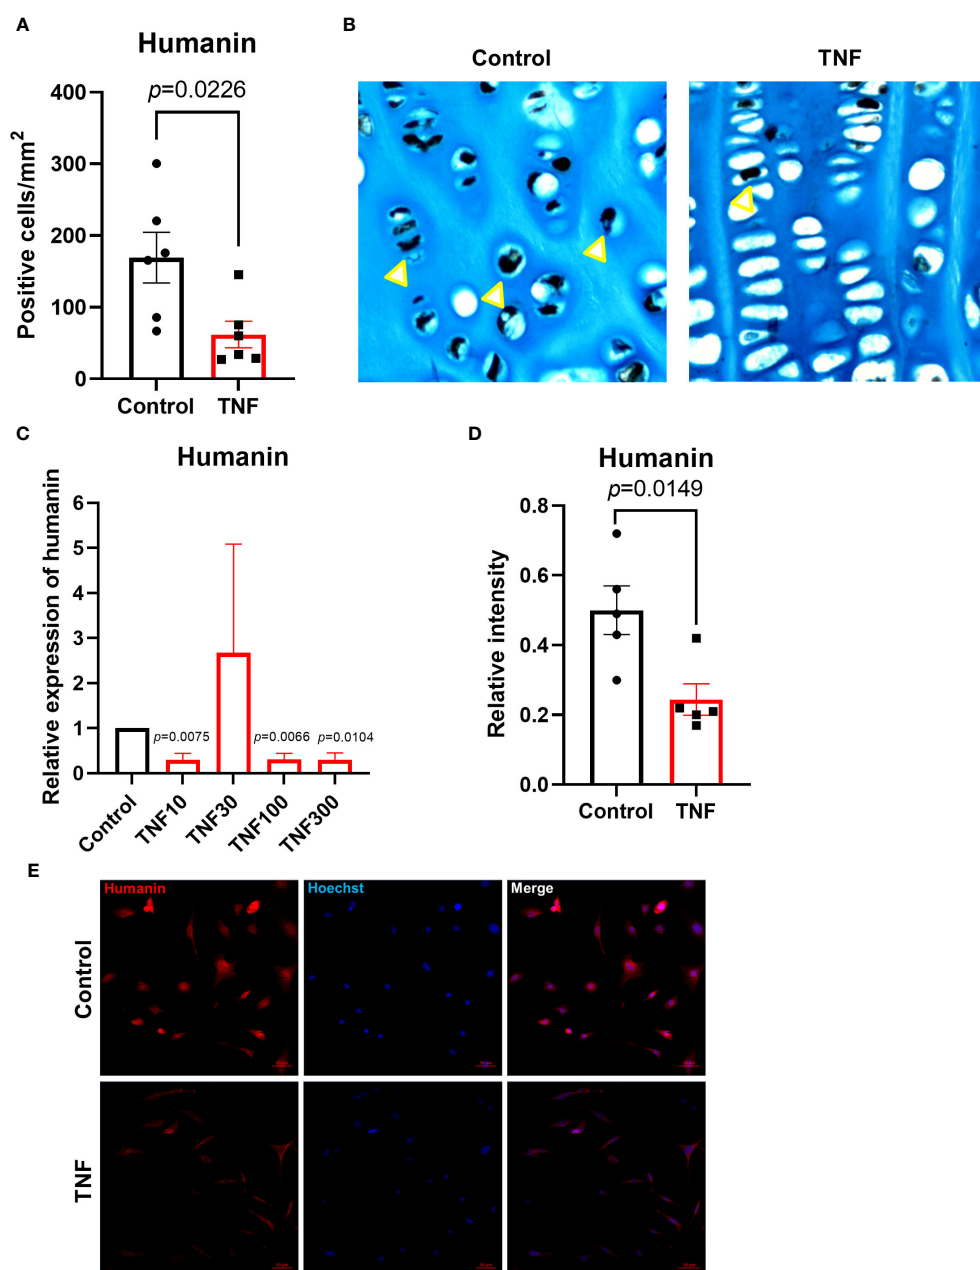 A
Humanin
p=0.0226
Positive cells/mm²
400
300
200
100
0
Control
TNF
B
Control
TNF
C
Humanin
Relative expression of humanin
6
5
4
3
2
1
0
p=0.0075
p=0.0066
p=0.0104
Control
TNF10
TNF30
TNF100
TNF300
D
Humanin
p=0.0149
Relative intensity
0.8
0.6
0.4
0.2
0.0
Control
TNF
E
Humanin
Hoechst
Merge
Control
TNF